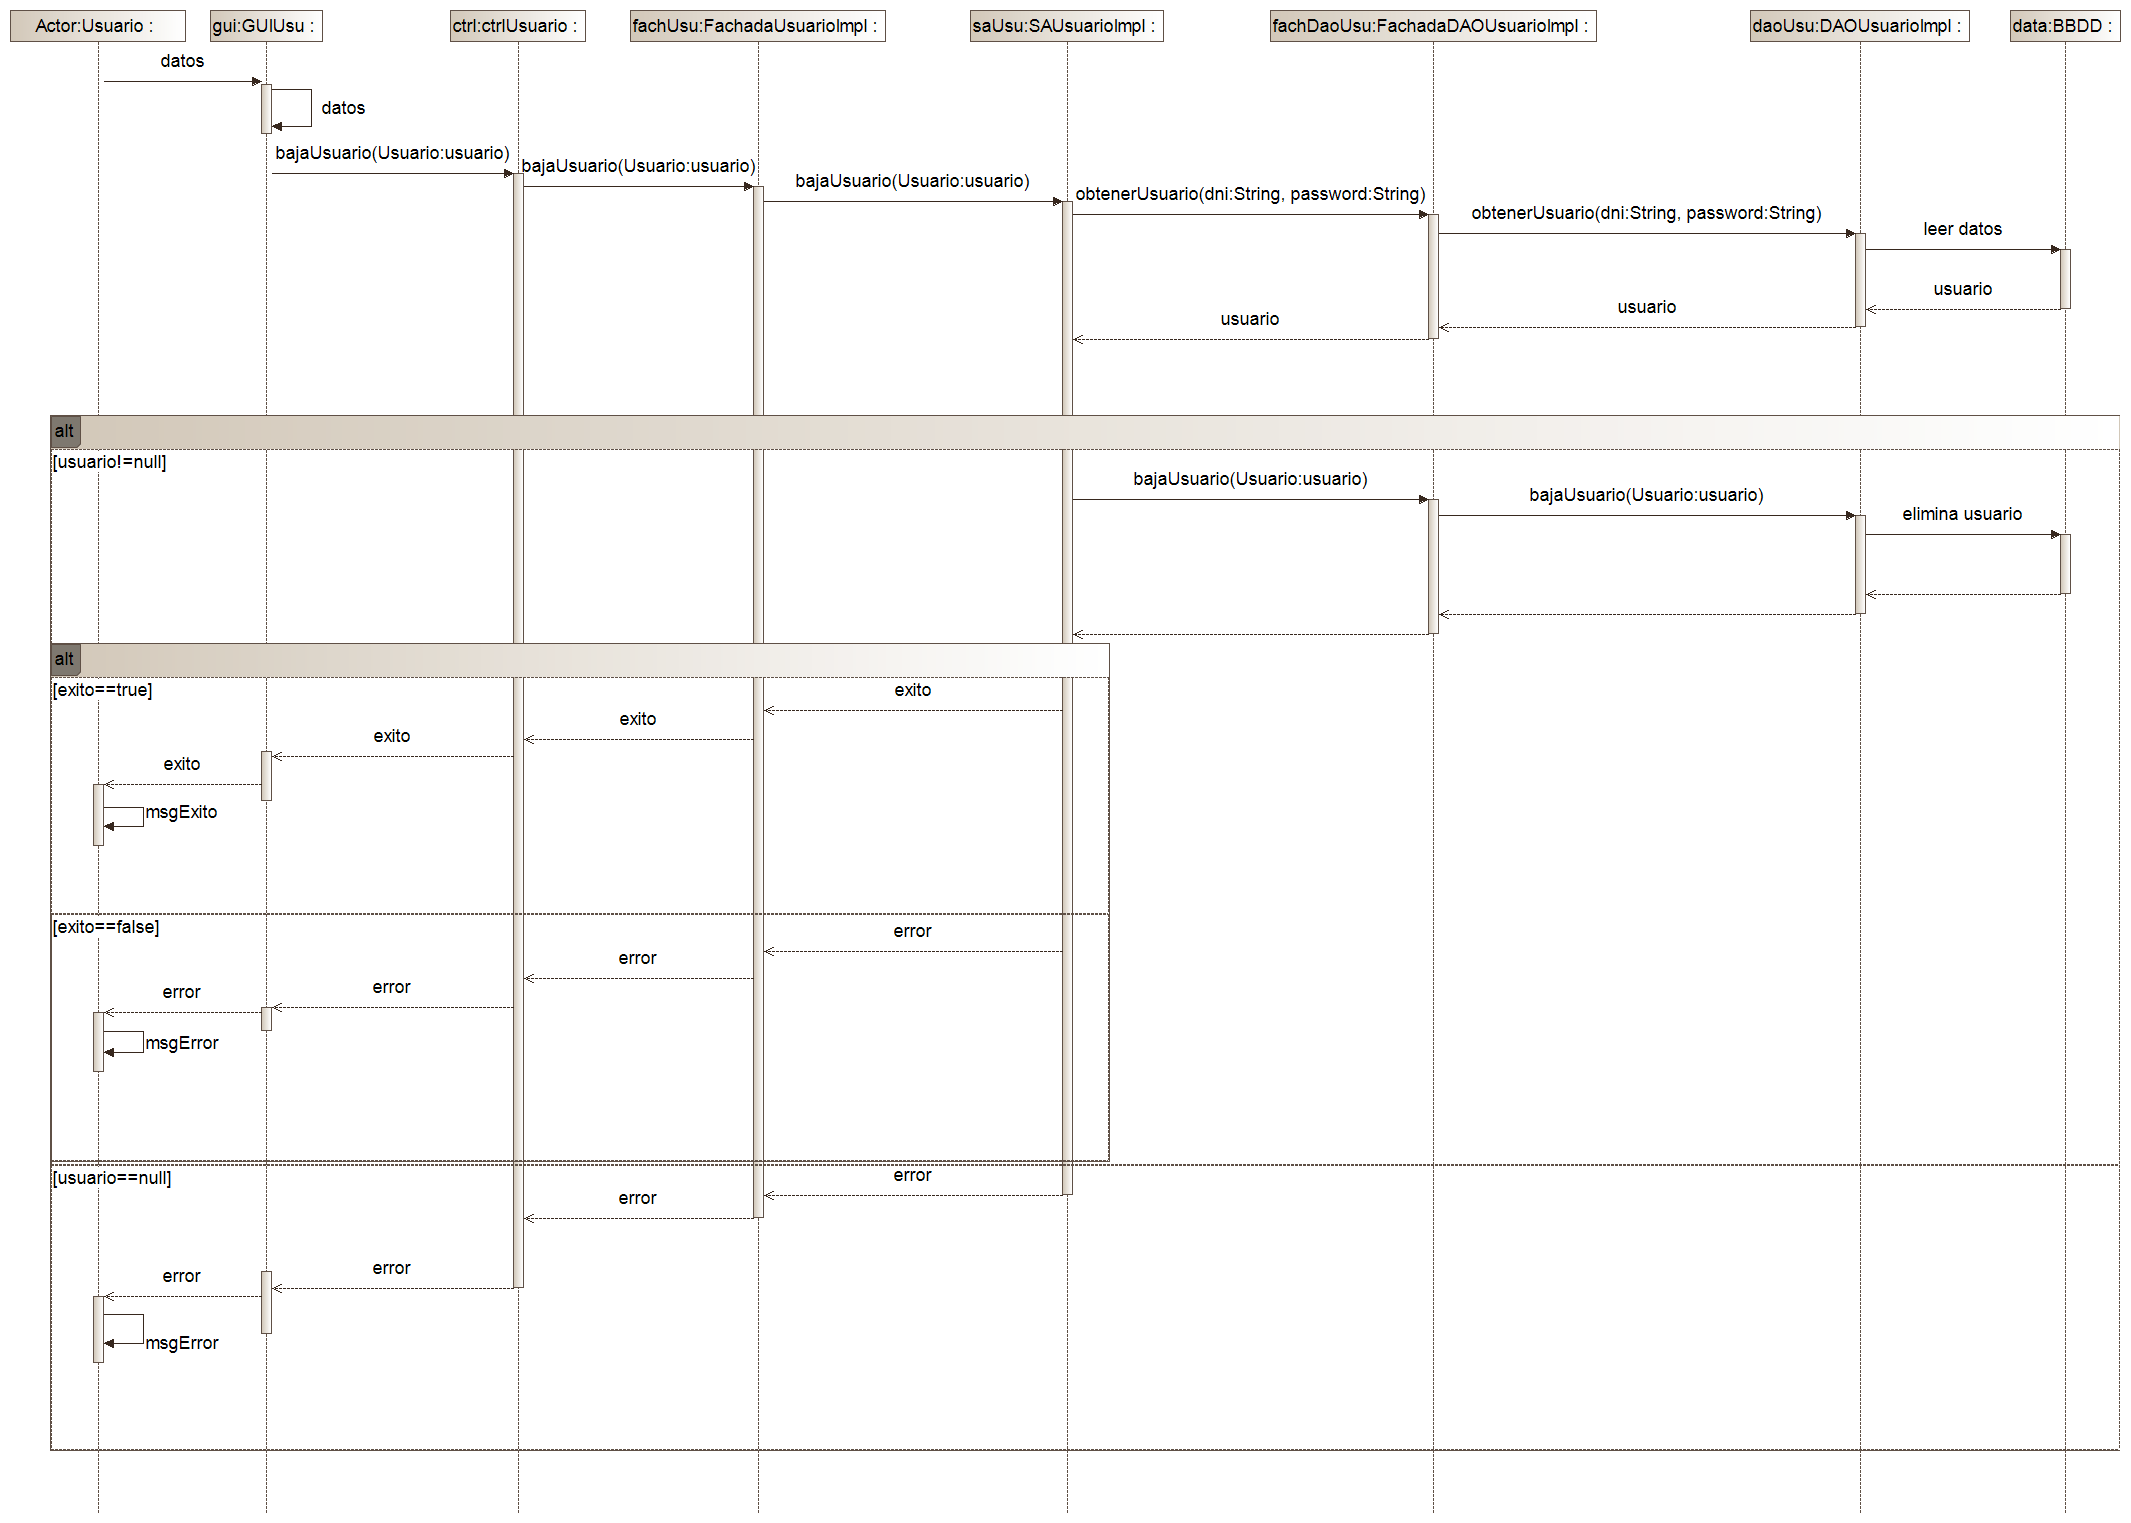 Actor:Usuario :
gui:GUIUsu :
ctrl:ctrlUsuario :
fachUsu:FachadaUsuarioImpl :
saUsu:SAUsuarioImpl :
fachDaoUsu:FachadaDAOUsuarioImpl :
daoUsu:DAOUsuarioImpl :
data:BBDD :
datos
datos
bajaUsuario(Usuario:usuario)
bajaUsuario(Usuario:usuario)
bajaUsuario(Usuario:usuario)
obtenerUsuario(dni:String, password:String)
obtenerUsuario(dni:String, password:String)
leer datos
usuario
usuario
usuario
alt
[usuario!=null]
bajaUsuario(Usuario:usuario)
bajaUsuario(Usuario:usuario)
elimina usuario
alt
[exito==true]
exito
exito
exito
exito
msgExito
[exito==false]
error
error
error
error
msgError
[usuario==null]
error
error
error
error
msgError